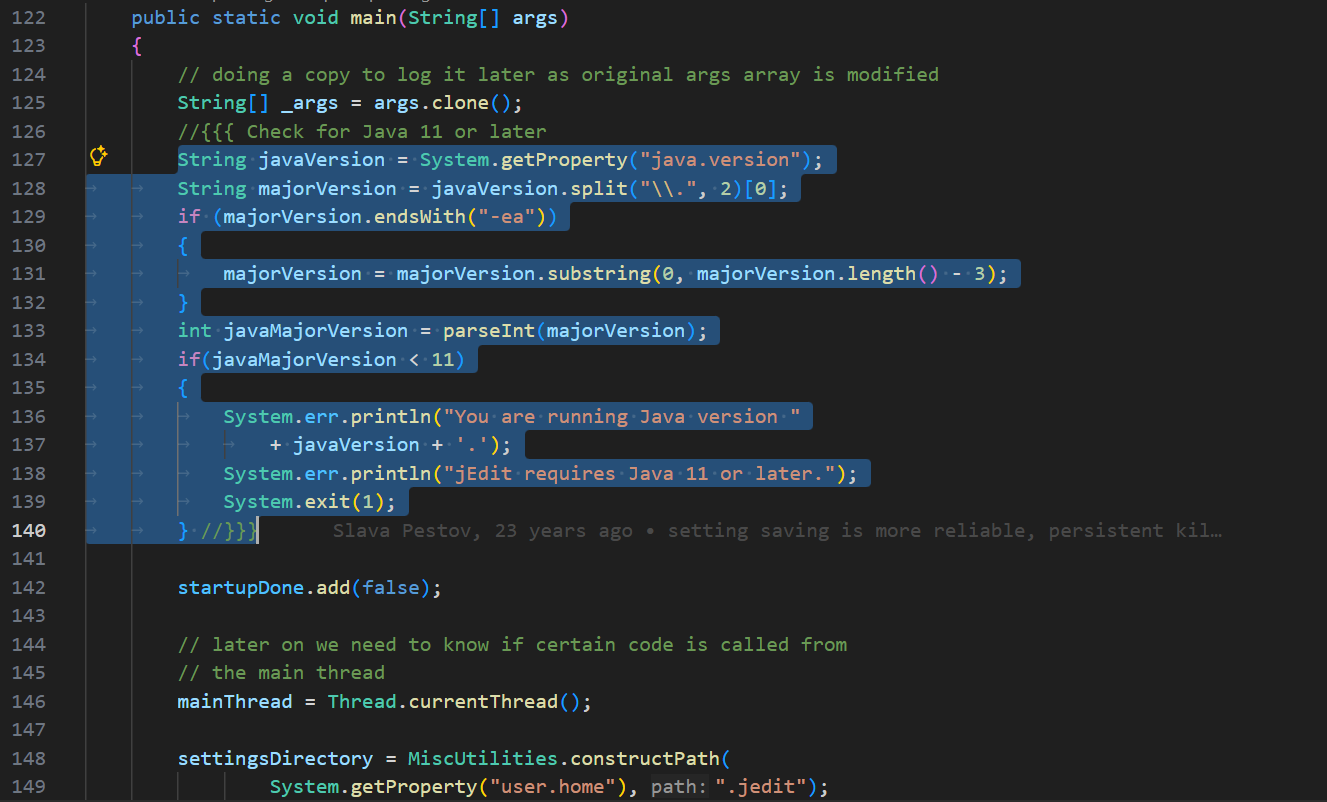 122 public static void main(String[] args)
123 {
124 // doing a copy to log it later as original args array is modified
125 String[] _args = args.clone();
126 //{{{ Check for Java 11 or later
127 String javaVersion = System.getProperty("java.version");
128 String majorVersion = javaVersion.split("\\.", 2)[0];
129 if (majorVersion.endsWith("-ea"))
130 {
131 majorVersion = majorVersion.substring(0, majorVersion.length() - 3);
132 }
133 int javaMajorVersion = parseInt(majorVersion);
134 if(javaMajorVersion < 11)
135 {
136 System.err.println("You are running Java version "
137 + javaVersion + '.');
138 System.err.println("jEdit requires Java 11 or later.");
139 System.exit(1);
140 } //}}} Slava Pestov, 23 years ago • setting saving is more reliable, persistent kil…
141
142 startupDone.add(false);
143
144 // later on we need to know if certain code is called from
145 // the main thread
146 mainThread = Thread.currentThread();
147
148 settingsDirectory = MiscUtilities.constructPath(
149 System.getProperty("user.home"), path: ".jedit");